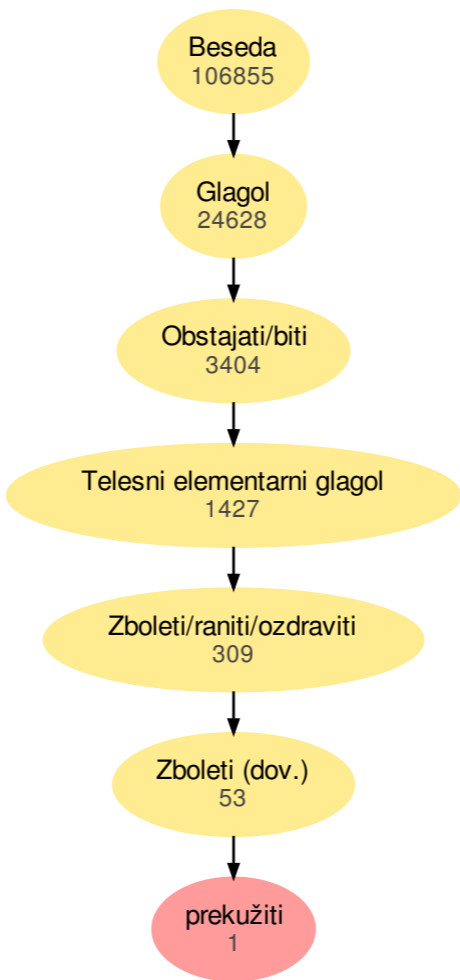 Beseda
106855
Glagol
24628
Obstajati/biti
3404
Telesni elementarni glagol
1427
Zboleti/raniti/ozdraviti
309
Zboleti (dov.)
53
prekužiti
1